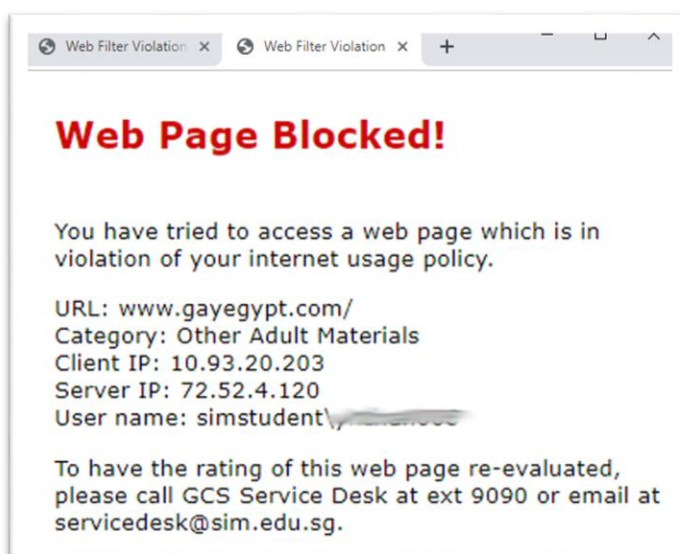 Web Filter Violation Web Filter Violation
Web Page Blocked!
You have tried to access a web page which is in
violation of your internet usage policy.
URL: www.gayegypt.com/
Category: Other Adult Materials
Client IP: 10.93.20.203
Server IP: 72.52.4.120
User name: simstudent\
To have the rating of this web page re-evaluated,
please call GCS Service Desk at ext 9090 or email at
servicedesk@sim.edu.sg.